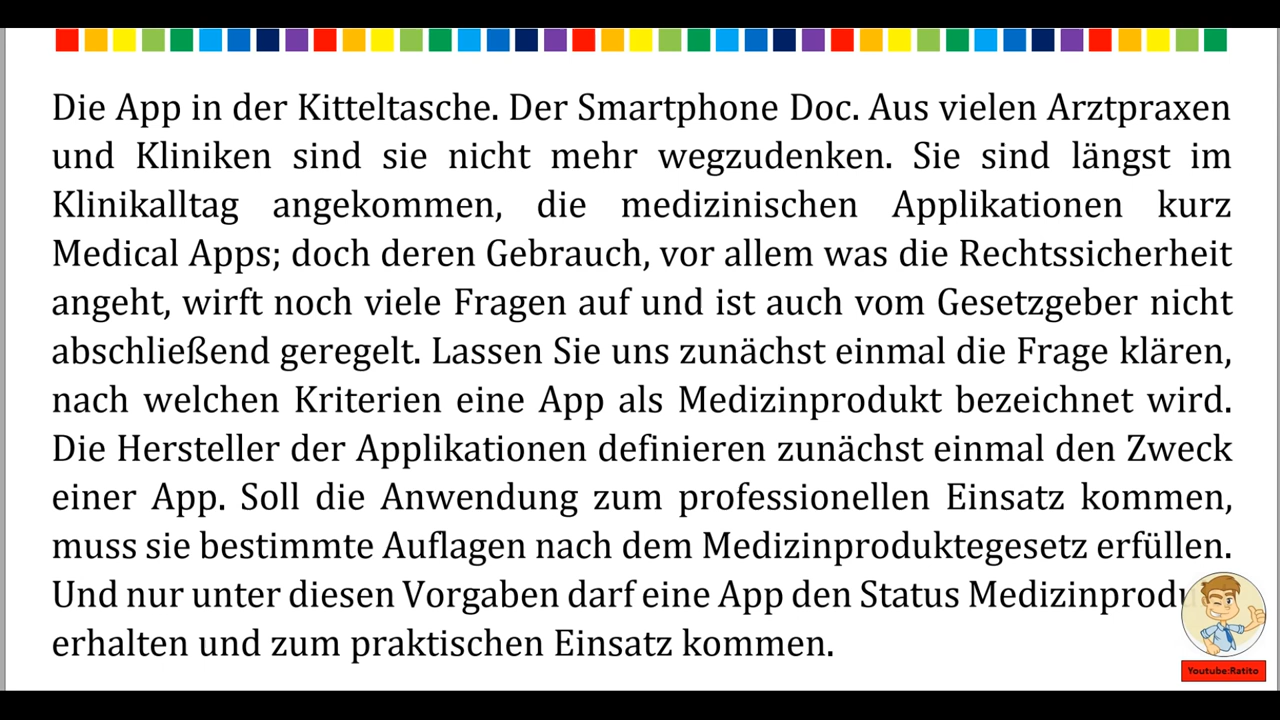 Die App in der Kitteltasche. Der Smartphone Doc. Aus vielen Arztpraxen
und Kliniken sind sie nicht mehr wegzudenken. Sie sind längst im
Klinikalltag angekommen, die medizinischen Applikationen kurz
Medical Apps; doch deren Gebrauch, vor allem was die Rechtssicherheit
angeht, wirft noch viele Fragen auf und ist auch vom Gesetzgeber nicht
abschließend geregelt. Lassen Sie uns zunächst einmal die Frage klären,
nach welchen Kriterien eine App als Medizinprodukt bezeichnet wird.
Die Hersteller der Applikationen definieren zunächst einmal den Zweck
einer App. Soll die Anwendung zum professionellen Einsatz kommen,
muss sie bestimmte Auflagen nach dem Medizinproduktegesetz erfüllen.
Und nur unter diesen Vorgaben darf eine App den Status
erhalten und zum praktischen Einsatz kommen.
Youtube:Ratito